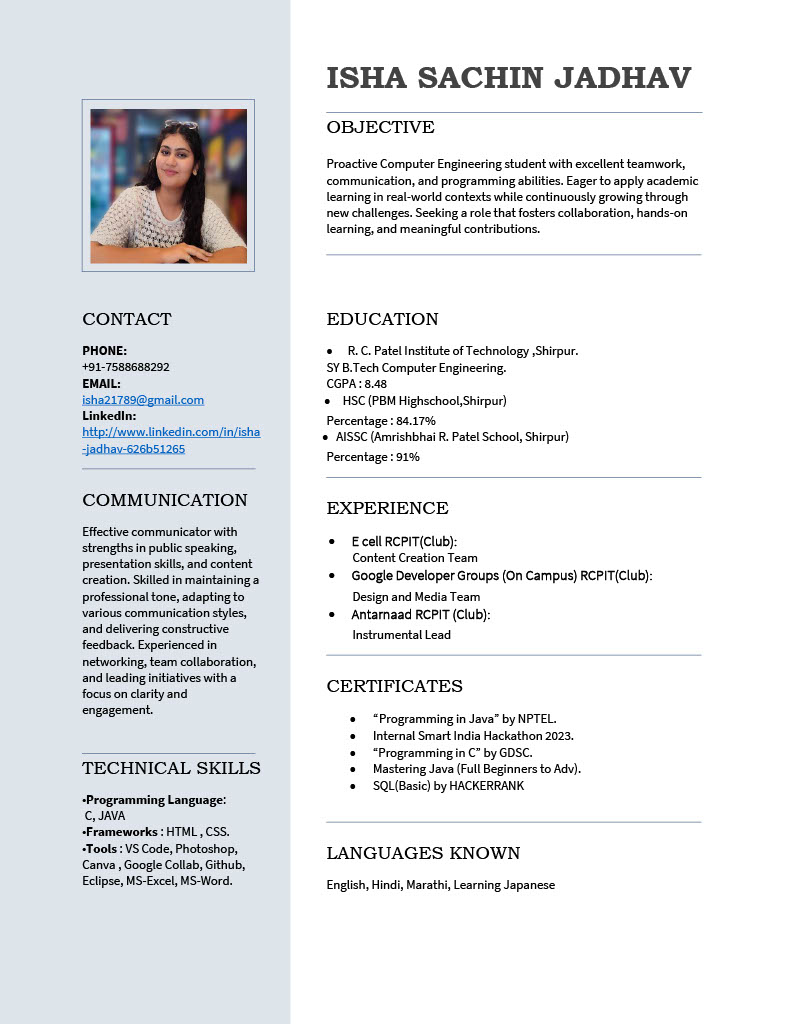 ISHA SACHIN JADHAV
OBJECTIVE
Proactive Computer Engineering student with excellent teamwork,
communication, and programming abilities. Eager to apply academic
learning in real-world contexts while continuously growing through
new challenges. Seeking a role that fosters collaboration, hands-on
learning, and meaningful contributions.
CONTACT
PHONE:
+91-7588688292
EMAIL:
isha21789@gmail.com
LinkedIn:
http://www.linkedin.com/in/isha
-jadhav-626b51265
COMMUNICATION
Effective communicator with
strengths in public speaking,
presentation skills, and content
creation. Skilled in maintaining a
professional tone, adapting to
various communication styles,
and delivering constructive
feedback. Experienced in
networking, team collaboration,
and leading initiatives with a
focus on clarity and
engagement.
TECHNICAL SKILLS
•Programming Language:
C, JAVA
•Frameworks : HTML , CSS.
•Tools : VS Code, Photoshop,
Canva , Google Collab, Github,
Eclipse, MS-Excel, MS-Word.
EDUCATION
• R. C. Patel Institute of Technology ,Shirpur.
SY B.Tech Computer Engineering.
CGPA : 8.48
• HSC (PBM Highschool,Shirpur)
Percentage : 84.17%
• AISSC (Amrishbhai R. Patel School, Shirpur)
Percentage : 91%
EXPERIENCE
• E cell RCPIT(Club):
Content Creation Team
• Google Developer Groups (On Campus) RCPIT(Club):
Design and Media Team
• Antarnaad RCPIT (Club):
Instrumental Lead
CERTIFICATES
• “Programming in Java” by NPTEL.
• Internal Smart India Hackathon 2023.
• “Programming in C” by GDSC.
• Mastering Java (Full Beginners to Adv).
• SQL(Basic) by HACKERRANK
LANGUAGES KNOWN
English, Hindi, Marathi, Learning Japanese